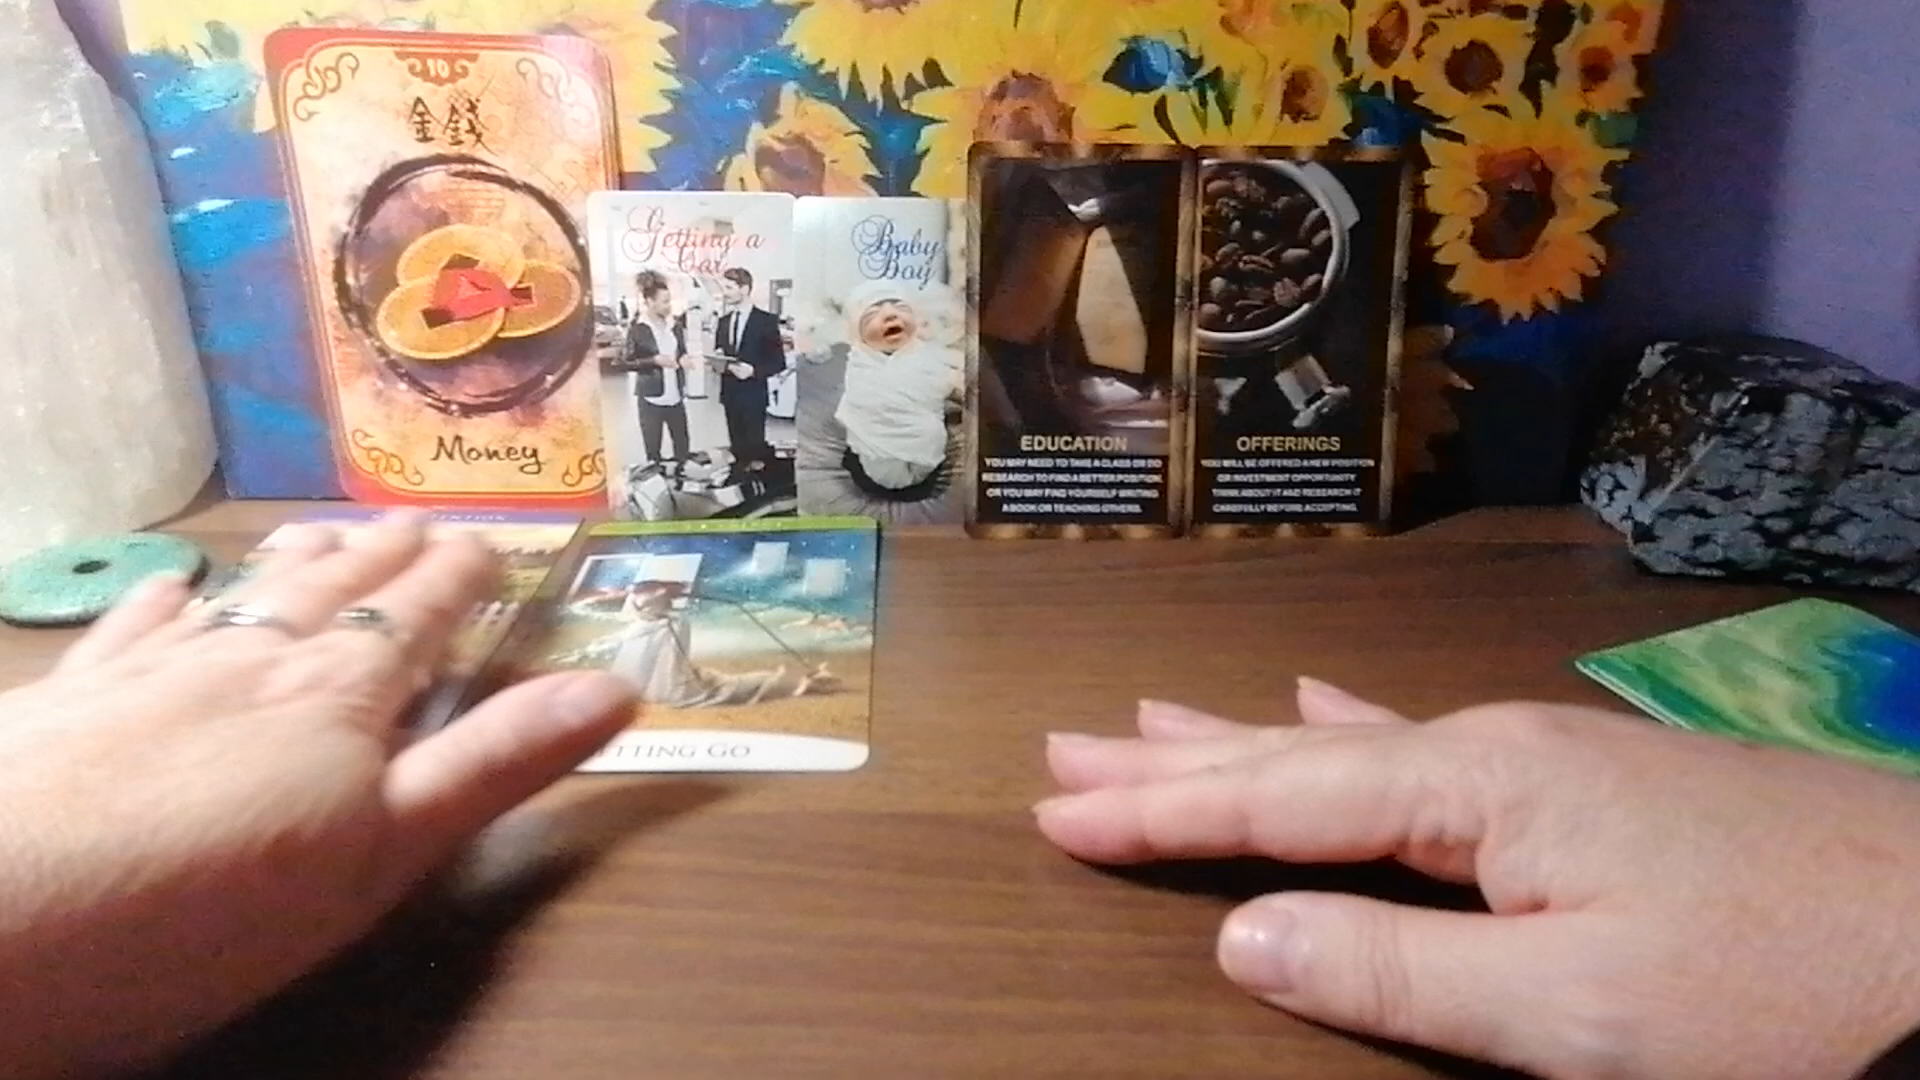 10
金錢
Money
Getting a
Car
Baby
Boy
EDUCATION
YOU MAY NEED TO TAKE A CLASS OR DO
RESEARCH TO FIND A BETTER POSITION.
OR YOU MAY FIND YOURSELF WRITING
A BOOK OR TEACHING OTHERS.
OFFERINGS
YOU WILL BE OFFERED A NEW POSITION
OR INVESTMENT OPPORTUNITY.
THINK ABOUT IT AND RESEARCH IT
CAREFULLY BEFORE ACCEPTING.
TTING GO